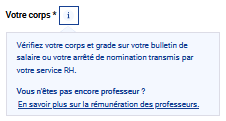 Votre corps * i
Vérifiez votre corps et grade sur votre bulletin de
salaire ou votre arrêté de nomination transmis par
votre service RH.
Vous n'êtes pas encore professeur ?
En savoir plus sur la rémunération des professeurs.